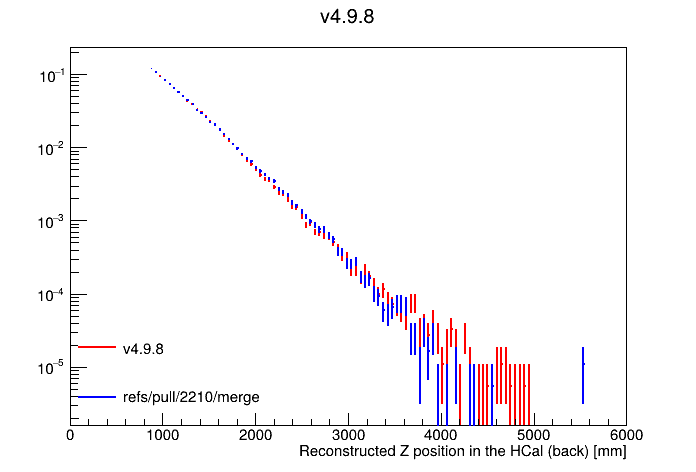 v4.9.8
10⁻¹
10⁻²
10⁻³
10⁻⁴
10⁻⁵
v4.9.8
refs/pull/2210/merge
0 1000 2000 3000 4000 5000 6000
Reconstructed Z position in the HCal (back) [mm]